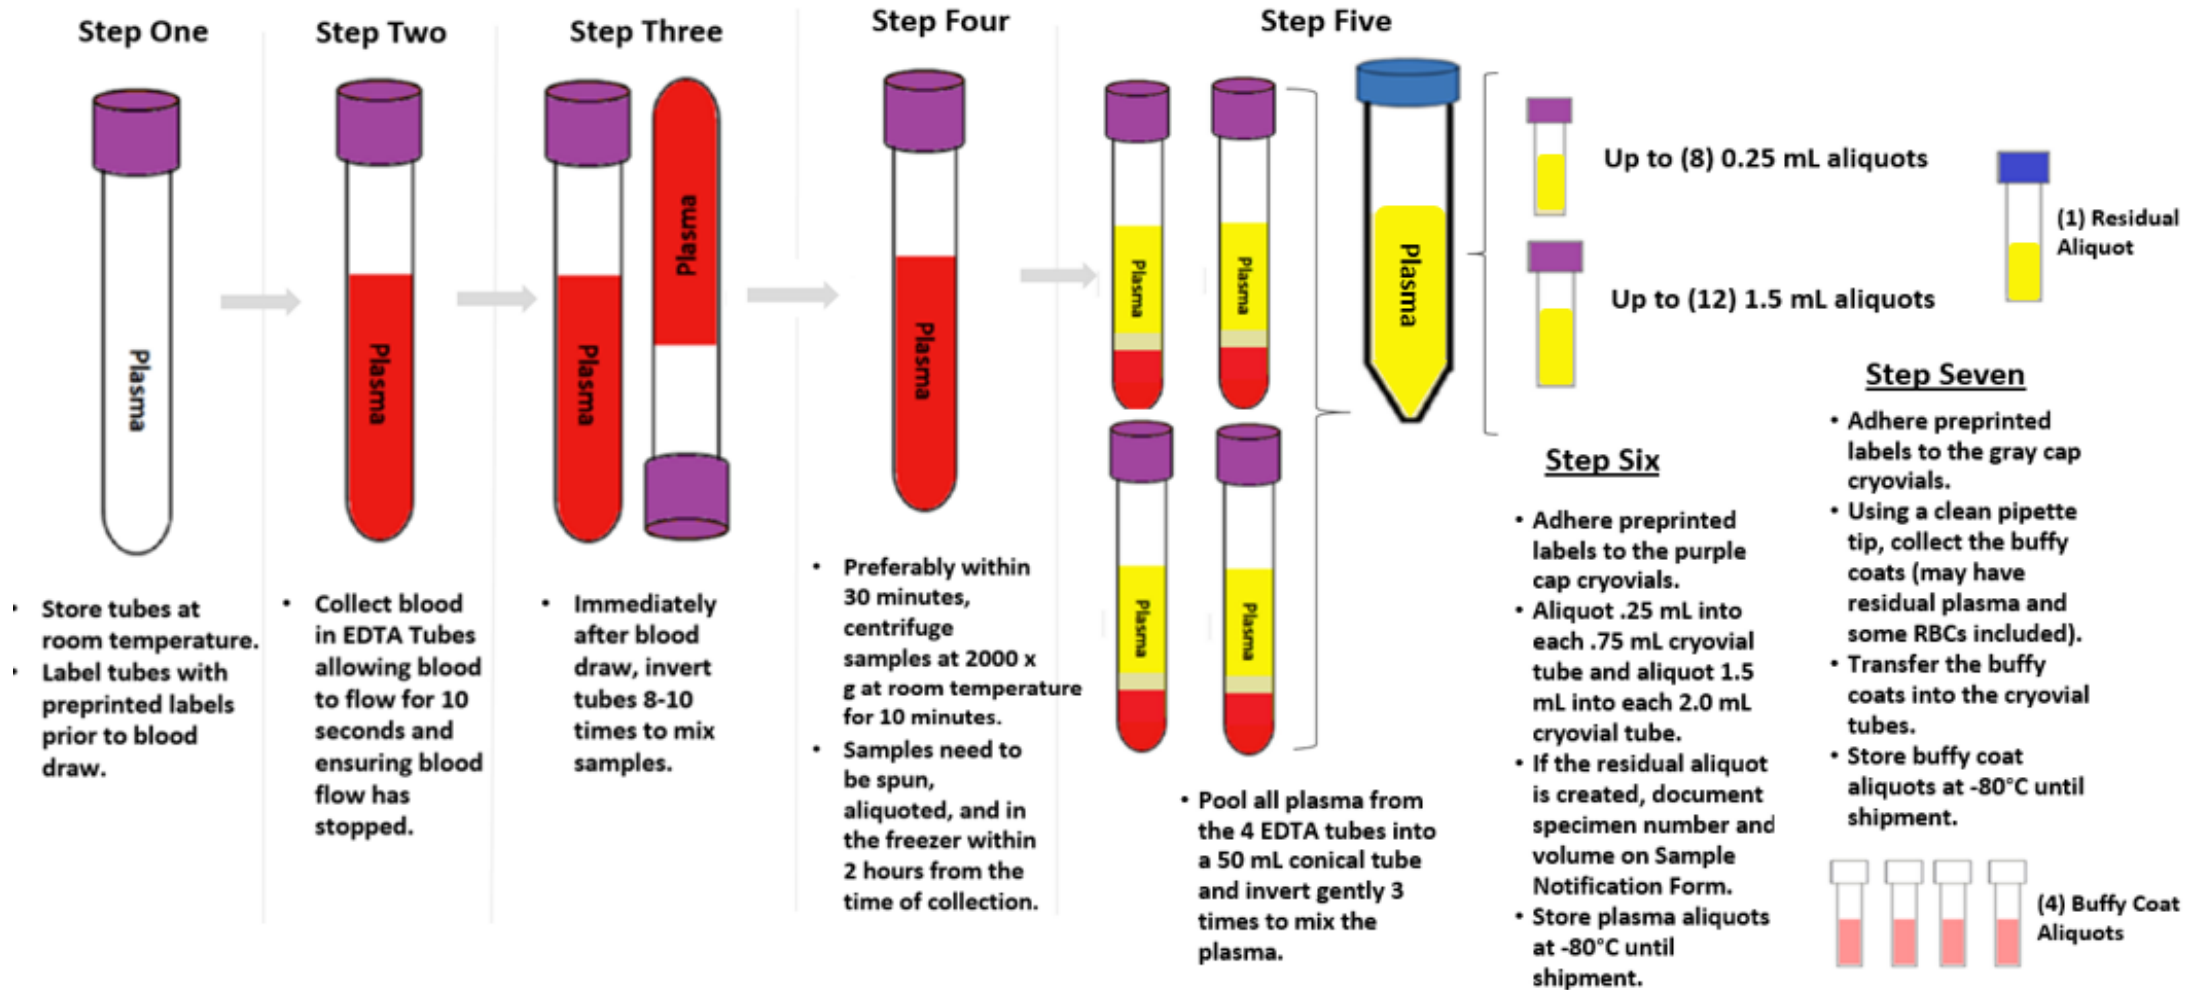 Step One
Plasma
• Store tubes at
room temperature.
• Label tubes with
preprinted labels
prior to blood
draw.
Step Two
Plasma
• Collect blood
in EDTA Tubes
allowing blood
to flow for 10
seconds and
ensuring blood
flow has
stopped.
Step Three
Plasma
Plasma
• Immediately
after blood
draw, invert
tubes 8-10
times to mix
samples.
Step Four
Plasma
• Preferably within
30 minutes,
centrifuge
samples at 2000 x
g at room temperature
for 10 minutes.
• Samples need to
be spun,
aliquoted, and in
the freezer within
2 hours from the
time of collection.
Step Five
Plasma
Plasma
Plasma
Plasma
Plasma
• Pool all plasma from
the 4 EDTA tubes into
a 50 mL conical tube
and invert gently 3
times to mix the
plasma.
Up to (8) 0.25 mL aliquots
Up to (12) 1.5 mL aliquots
(1) Residual
Aliquot
Step Six
• Adhere preprinted
labels to the purple
cap cryovials.
• Aliquot .25 mL into
each .75 mL cryovial
tube and aliquot 1.5
mL into each 2.0 mL
cryovial tube.
• If the residual aliquot
is created, document
specimen number and
volume on Sample
Notification Form.
• Store plasma aliquots
at -80°C until
shipment.
Step Seven
• Adhere preprinted
labels to the gray cap
cryovials.
• Using a clean pipette
tip, collect the buffy
coats (may have
residual plasma and
some RBCs included).
• Transfer the buffy
coats into the cryovial
tubes.
• Store buffy coat
aliquots at -80°C until
shipment.
(4) Buffy Coat
Aliquots